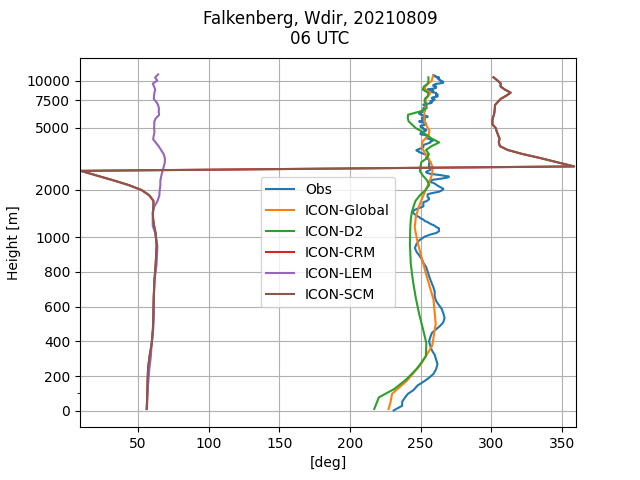 Falkenberg, Wdir, 20210809
06 UTC
10000
7500
5000
2000
1000
800
600
400
200
0
Height [m]
Obs
ICON-Global
ICON-D2
ICON-CRM
ICON-LEM
ICON-SCM
50 100 150 200 250 300 350
[deg]